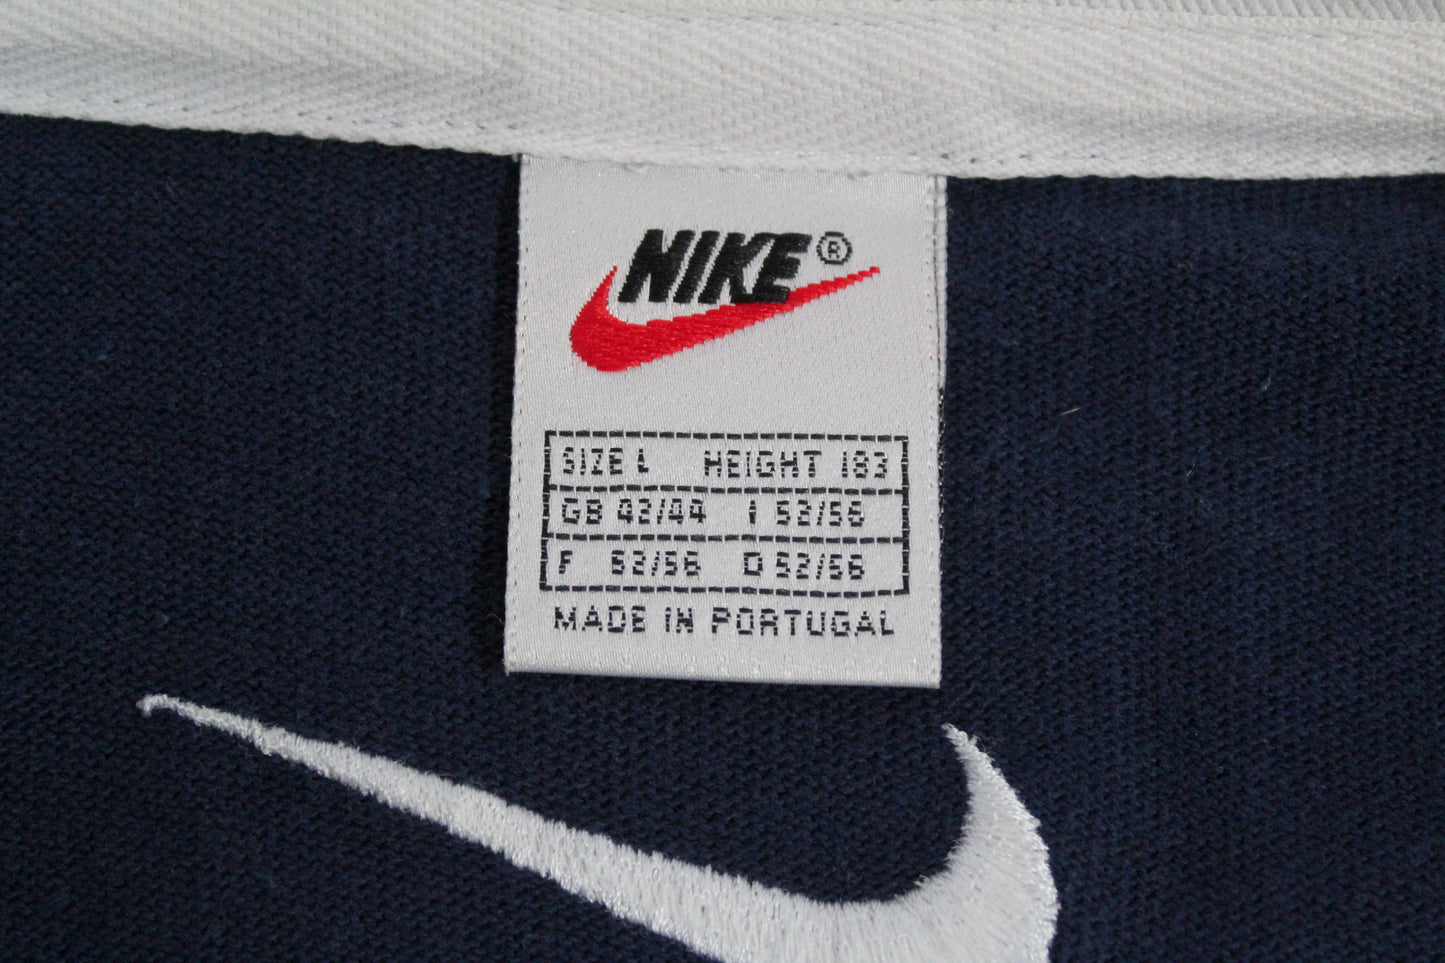 NIKE®
SIZE L HEIGHT 183
GB 42/44 I 52/56
F 52/56 D 52/56
MADE IN PORTUGAL